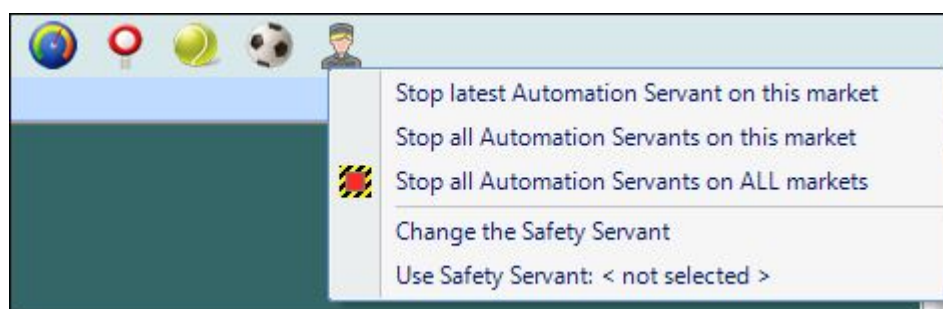 Stop latest Automation Servant on this market
Stop all Automation Servants on this market
Stop all Automation Servants on ALL markets
Change the Safety Servant
Use Safety Servant: < not selected >